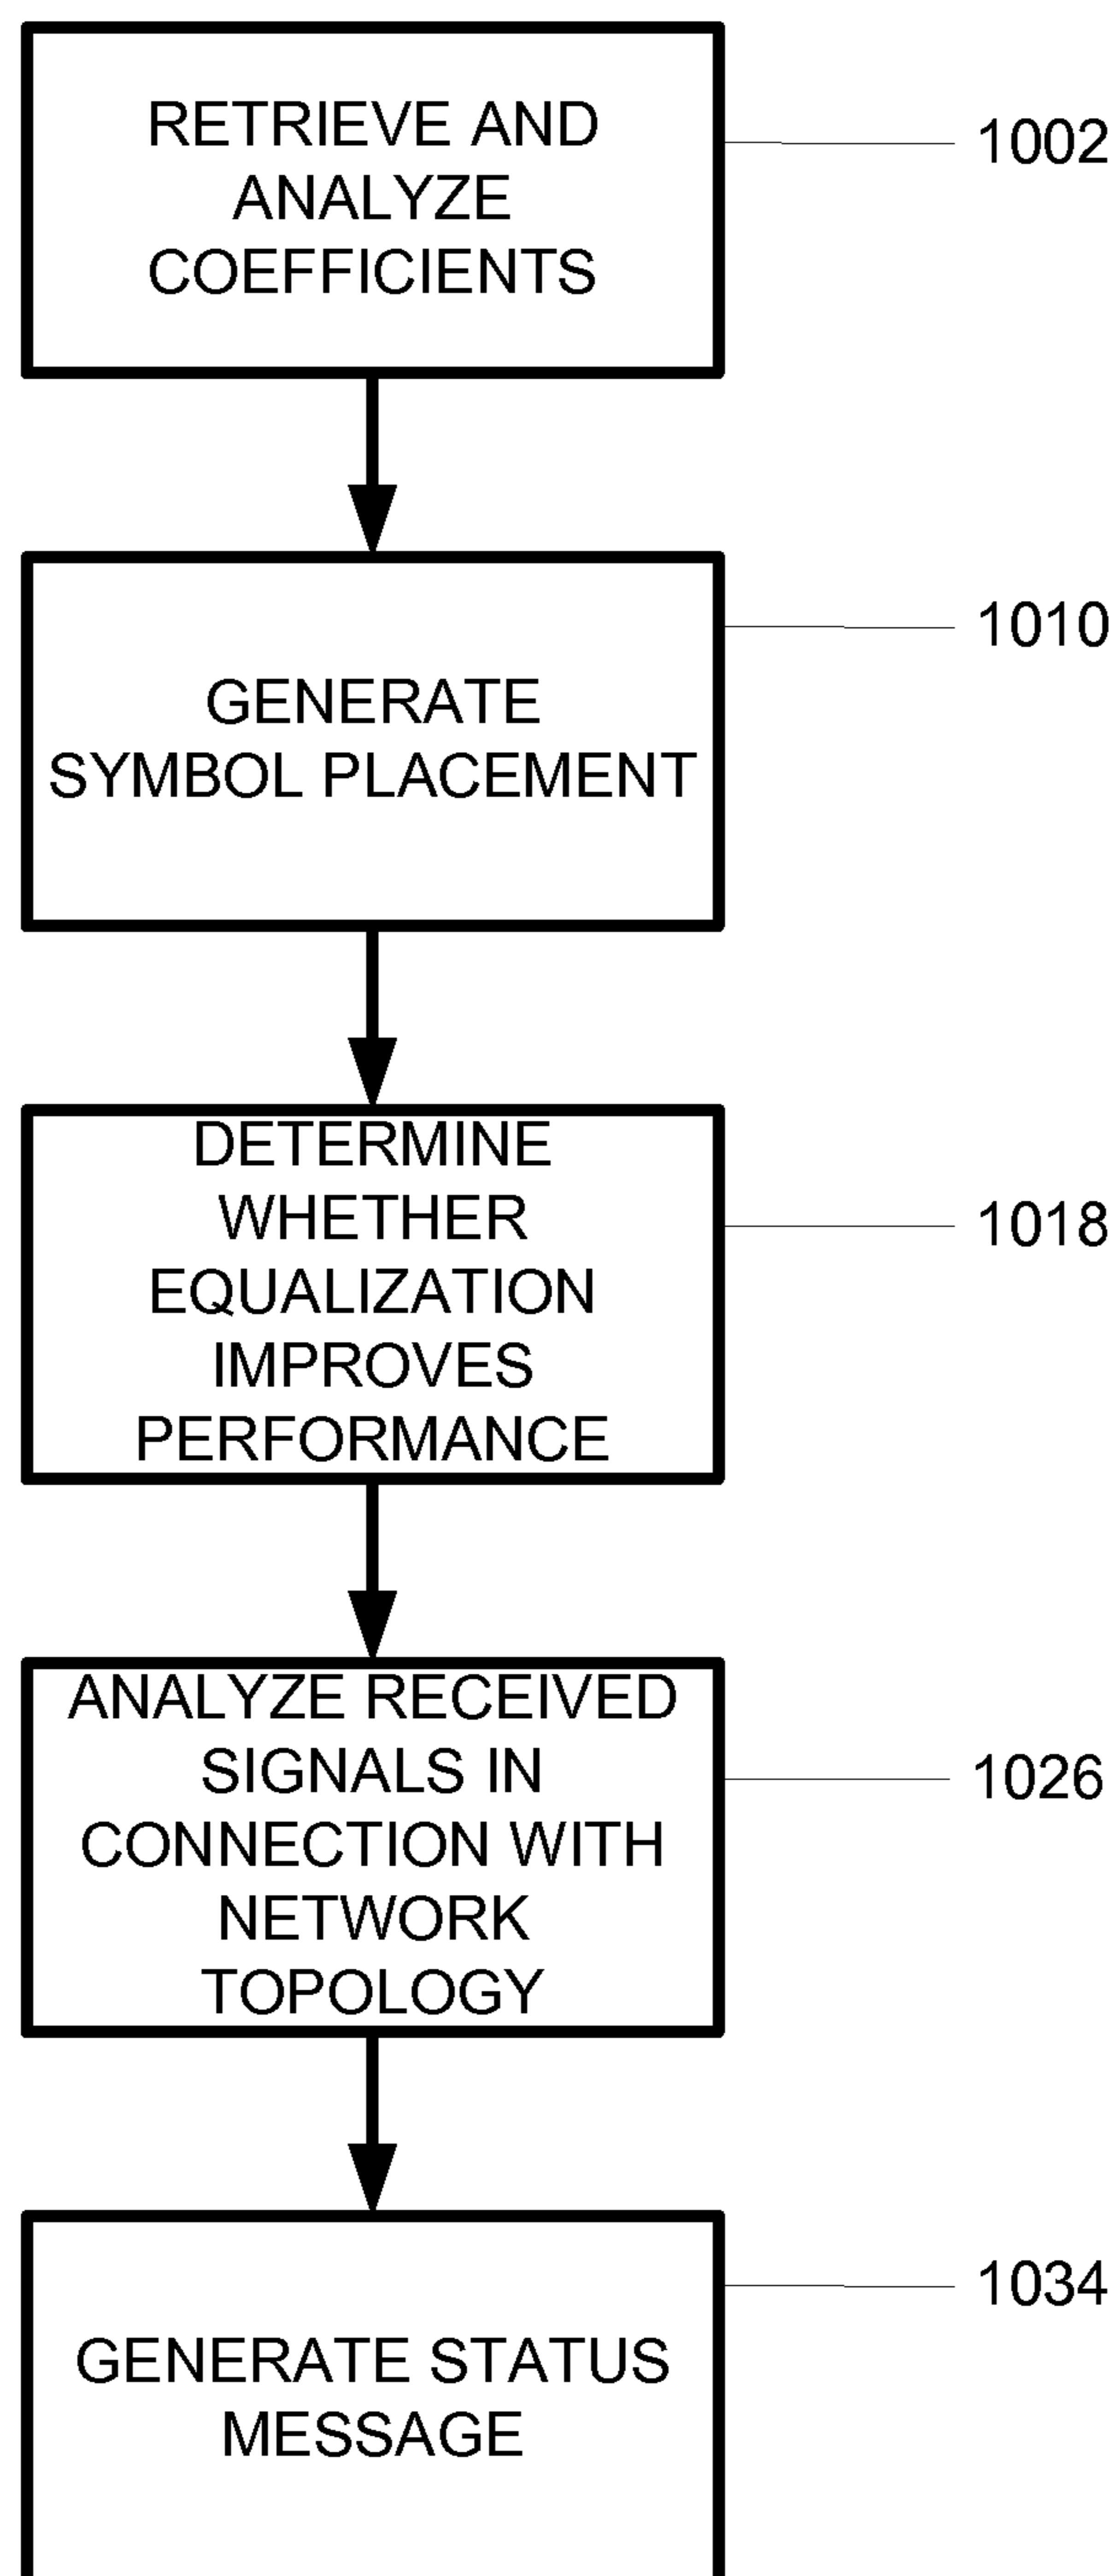 RETRIEVE AND
ANALYZE
COEFFICIENTS
1002
GENERATE
SYMBOL PLACEMENT
1010
DETERMINE
WHETHER
EQUALIZATION
IMPROVES
PERFORMANCE
1018
ANALYZE RECEIVED
SIGNALS IN
CONNECTION WITH
NETWORK
TOPOLOGY
1026
GENERATE STATUS
MESSAGE
1034